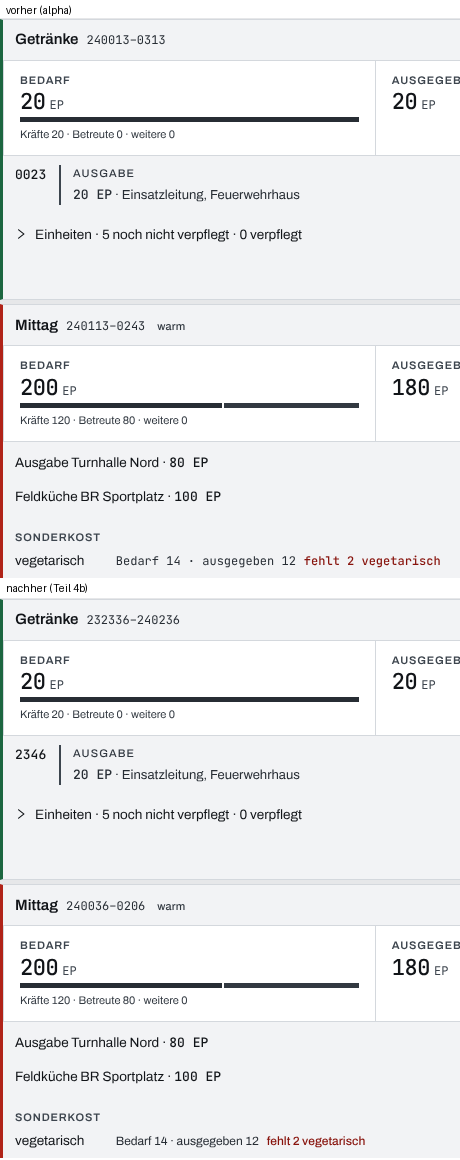 vorher (alpha)
Getränke 240013–0313
BEDARF
20 EP
Kräfte 20 · Betreute 0 · weitere 0
AUSGEGEB
20 EP
0023
AUSGABE
20 EP · Einsatzleitung, Feuerwehrhaus
Einheiten · 5 noch nicht verpflegt · 0 verpflegt
Mittag 240113–0243 warm
BEDARF
200 EP
Kräfte 120 · Betreute 80 · weitere 0
AUSGEGEB
180 EP
Ausgabe Turnhalle Nord · 80 EP
Feldküche BR Sportplatz · 100 EP
SONDERKOST
vegetarisch Bedarf 14 · ausgegeben 12 fehlt 2 vegetarisch
nachher (Teil 4b)
Getränke 232336–240236
BEDARF
20 EP
Kräfte 20 · Betreute 0 · weitere 0
AUSGEGEB
20 EP
2346
AUSGABE
20 EP · Einsatzleitung, Feuerwehrhaus
Einheiten · 5 noch nicht verpflegt · 0 verpflegt
Mittag 240036–0206 warm
BEDARF
200 EP
Kräfte 120 · Betreute 80 · weitere 0
AUSGEGEB
180 EP
Ausgabe Turnhalle Nord · 80 EP
Feldküche BR Sportplatz · 100 EP
SONDERKOST
vegetarisch Bedarf 14 · ausgegeben 12 fehlt 2 vegetarisch